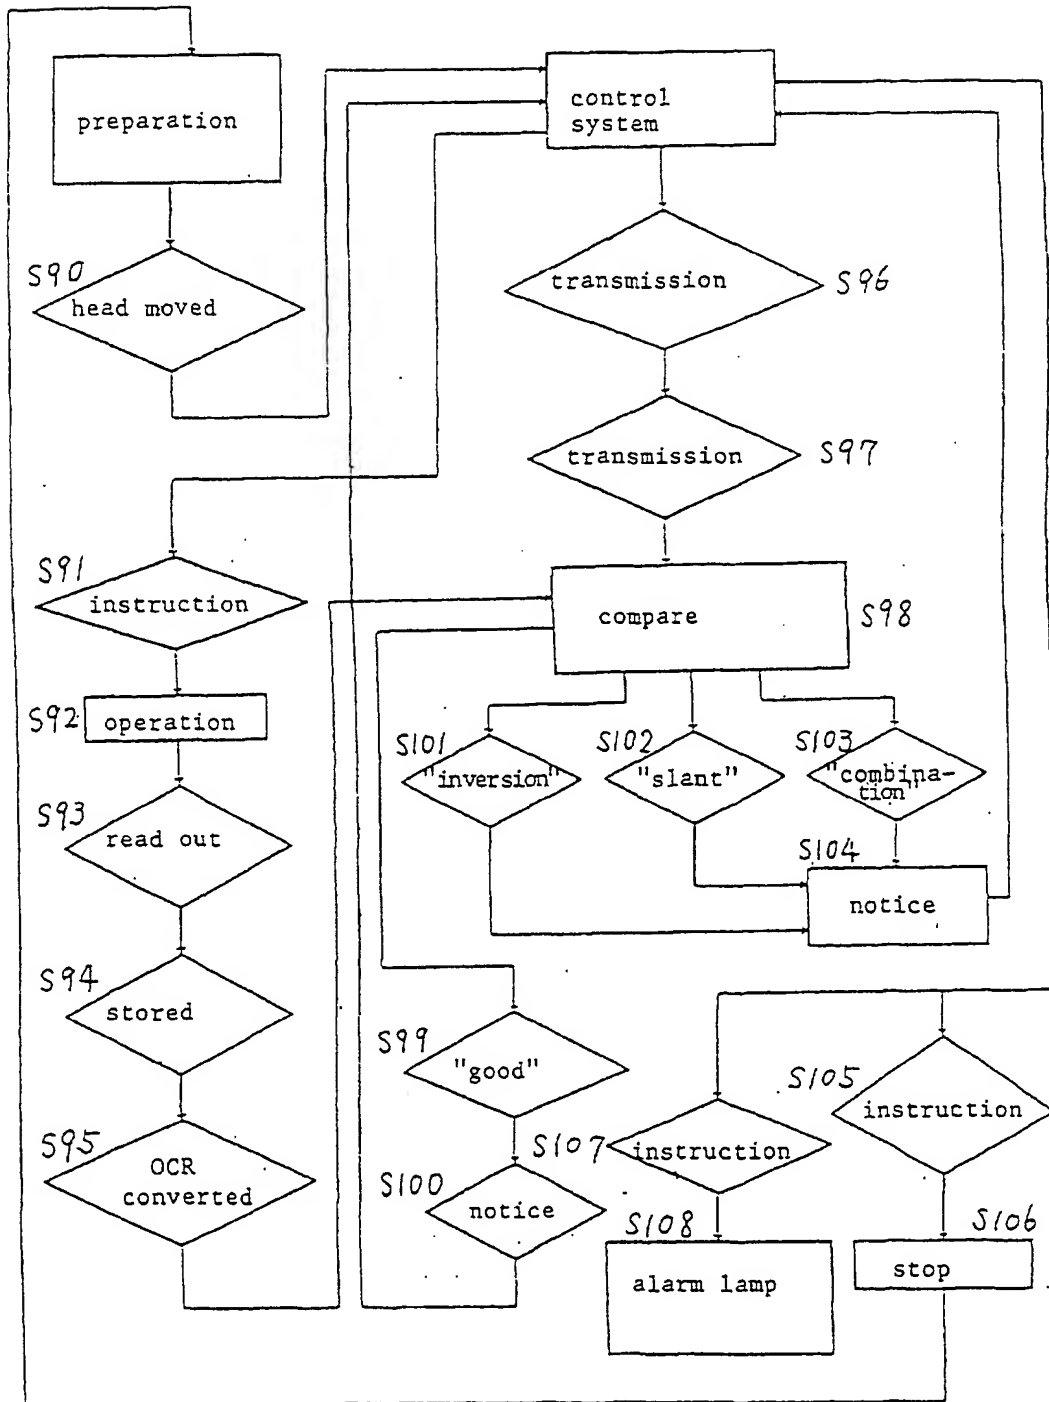 preparation
S90
head moved
control
system
transmission
S96
transmission
S97
S91
instruction
S92
operation
S93
read out
S94
stored
S95
OCR
converted
compare
S98
S101
"inversion"
S102
"slant"
S103
"combina-
tion"
S104
notice
S99
"good"
S100
notice
S105
instruction
S107
instruction
S106
stop
S108
alarm lamp